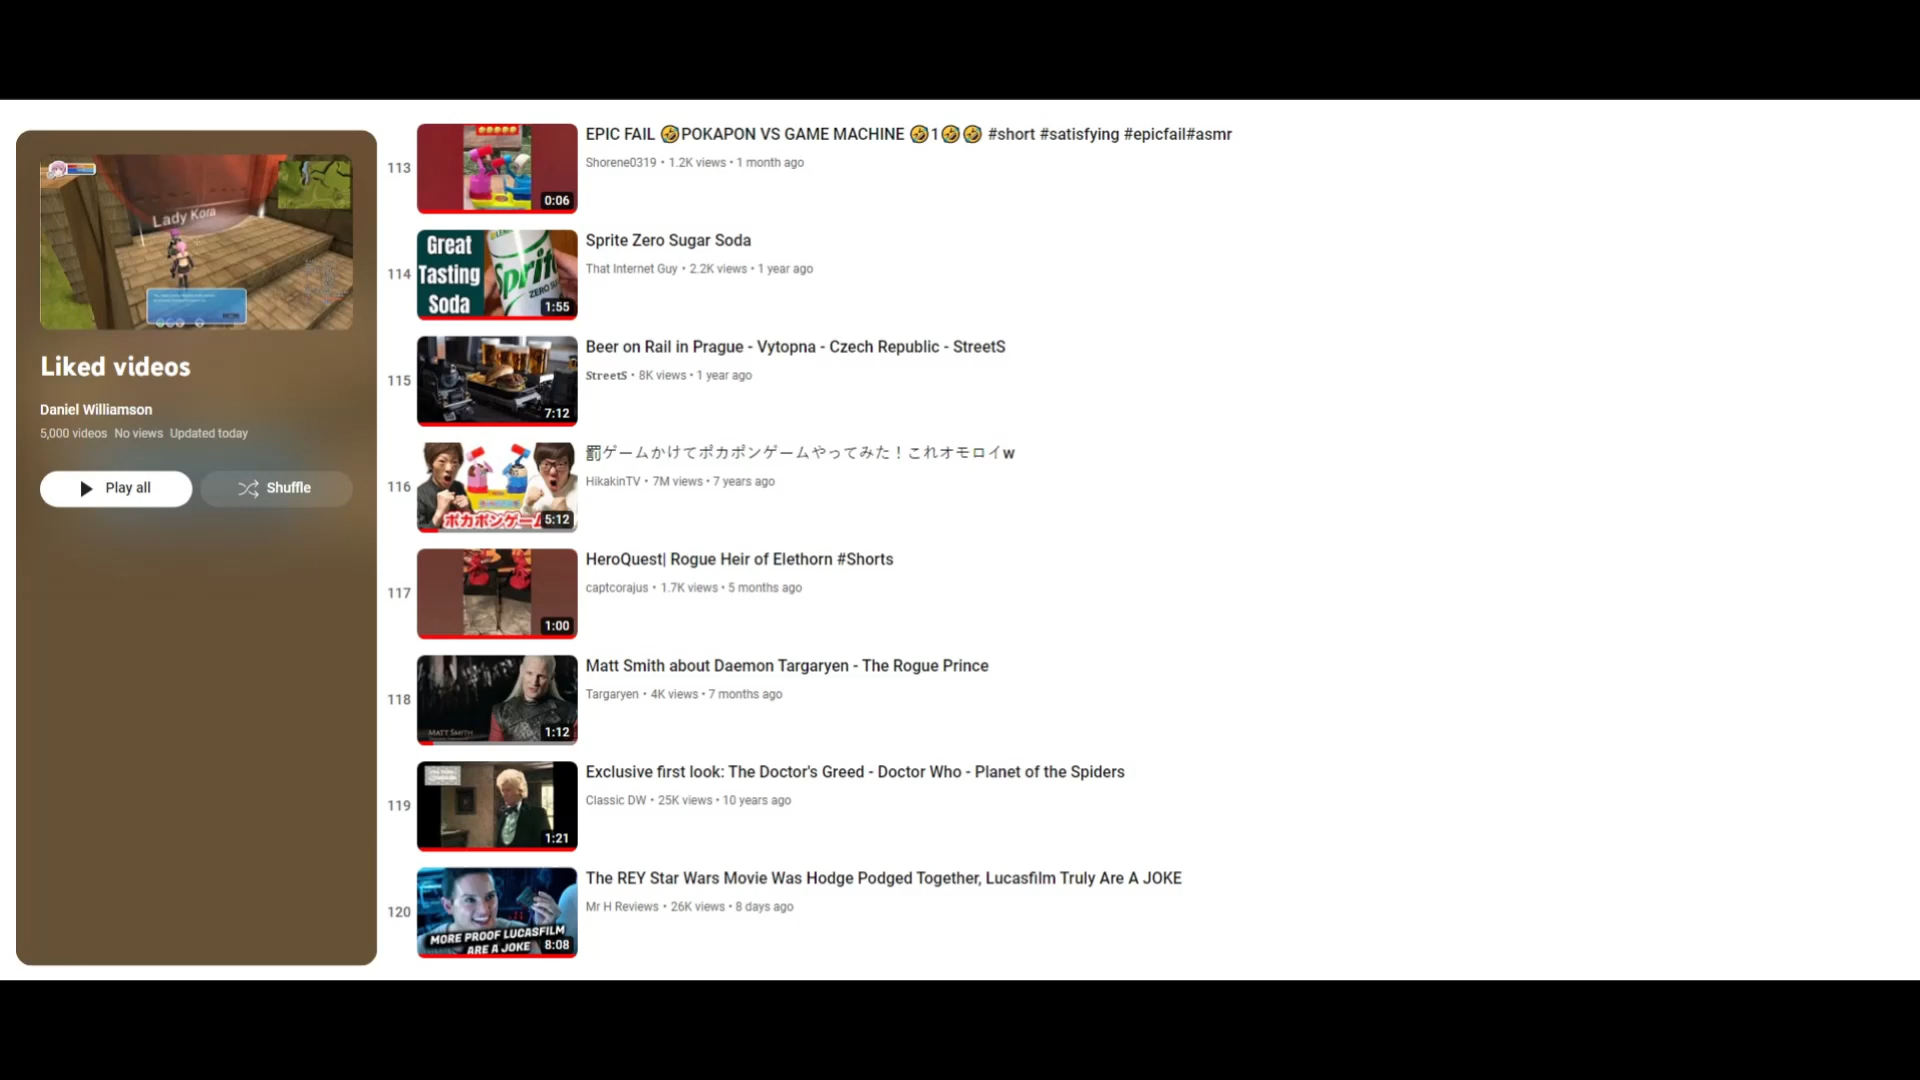 Lady Kora
Liked videos
Daniel Williamson
5,000 videos No views Updated today
Play all
Shuffle
113
0:06
EPIC FAIL 🤣POKAPON VS GAME MACHINE 🤣1🤣🤣 #short #satisfying #epicfail#asmr
Shorene0319 • 1.2K views • 1 month ago
114
Great
Tasting
Soda
Sprite
1:55
Sprite Zero Sugar Soda
That Internet Guy • 2.2K views • 1 year ago
115
7:12
Beer on Rail in Prague - Vytopna - Czech Republic - StreetS
StreetS • 8K views • 1 year ago
116
ポカポンゲーム
5:12
罰ゲームかけてポカポンゲームやってみた！これオモロイw
HikakinTV • 7M views • 7 years ago
117
1:00
HeroQuest| Rogue Heir of Elethorn #Shorts
captcorajus • 1.7K views • 5 months ago
118
MATT SMITH
1:12
Matt Smith about Daemon Targaryen - The Rogue Prince
Targaryen • 4K views • 7 months ago
119
1:21
Exclusive first look: The Doctor's Greed - Doctor Who - Planet of the Spiders
Classic DW • 25K views • 10 years ago
120
MORE PROOF LUCASFILM
ARE A JOKE
8:08
The REY Star Wars Movie Was Hodge Podged Together, Lucasfilm Truly Are A JOKE
Mr H Reviews • 26K views • 8 days ago